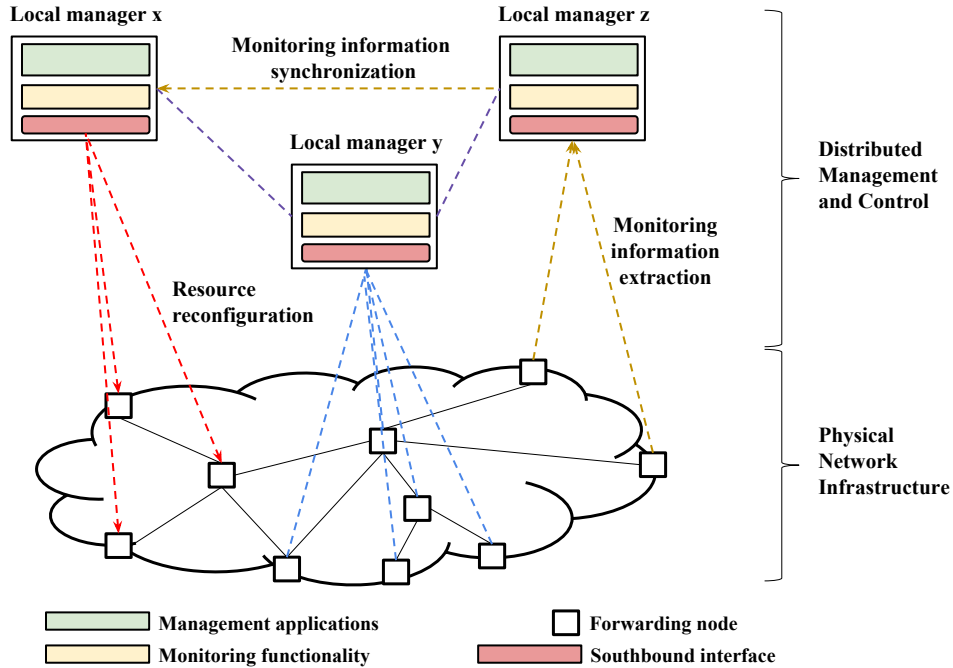 Local manager x
Local manager z
Monitoring information
synchronization
Local manager y
Distributed
Management
and Control
Monitoring
information
extraction
Resource
reconfiguration
Physical
Network
Infrastructure
Management applications
Forwarding node
Monitoring functionality
Southbound interface